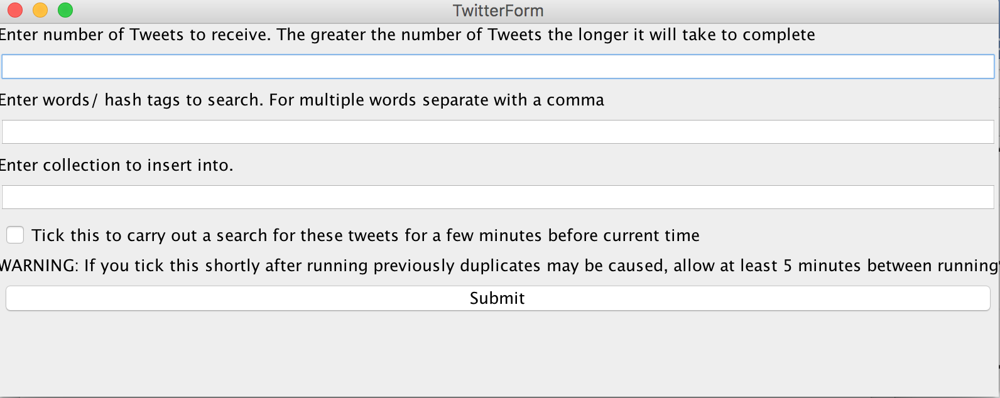 TwitterForm
Enter number of Tweets to receive. The greater the number of Tweets the longer it will take to complete
Enter words/ hash tags to search. For multiple words separate with a comma
Enter collection to insert into.
Tick this to carry out a search for these tweets for a few minutes before current time
WARNING: If you tick this shortly after running previously duplicates may be caused, allow at least 5 minutes between running
Submit